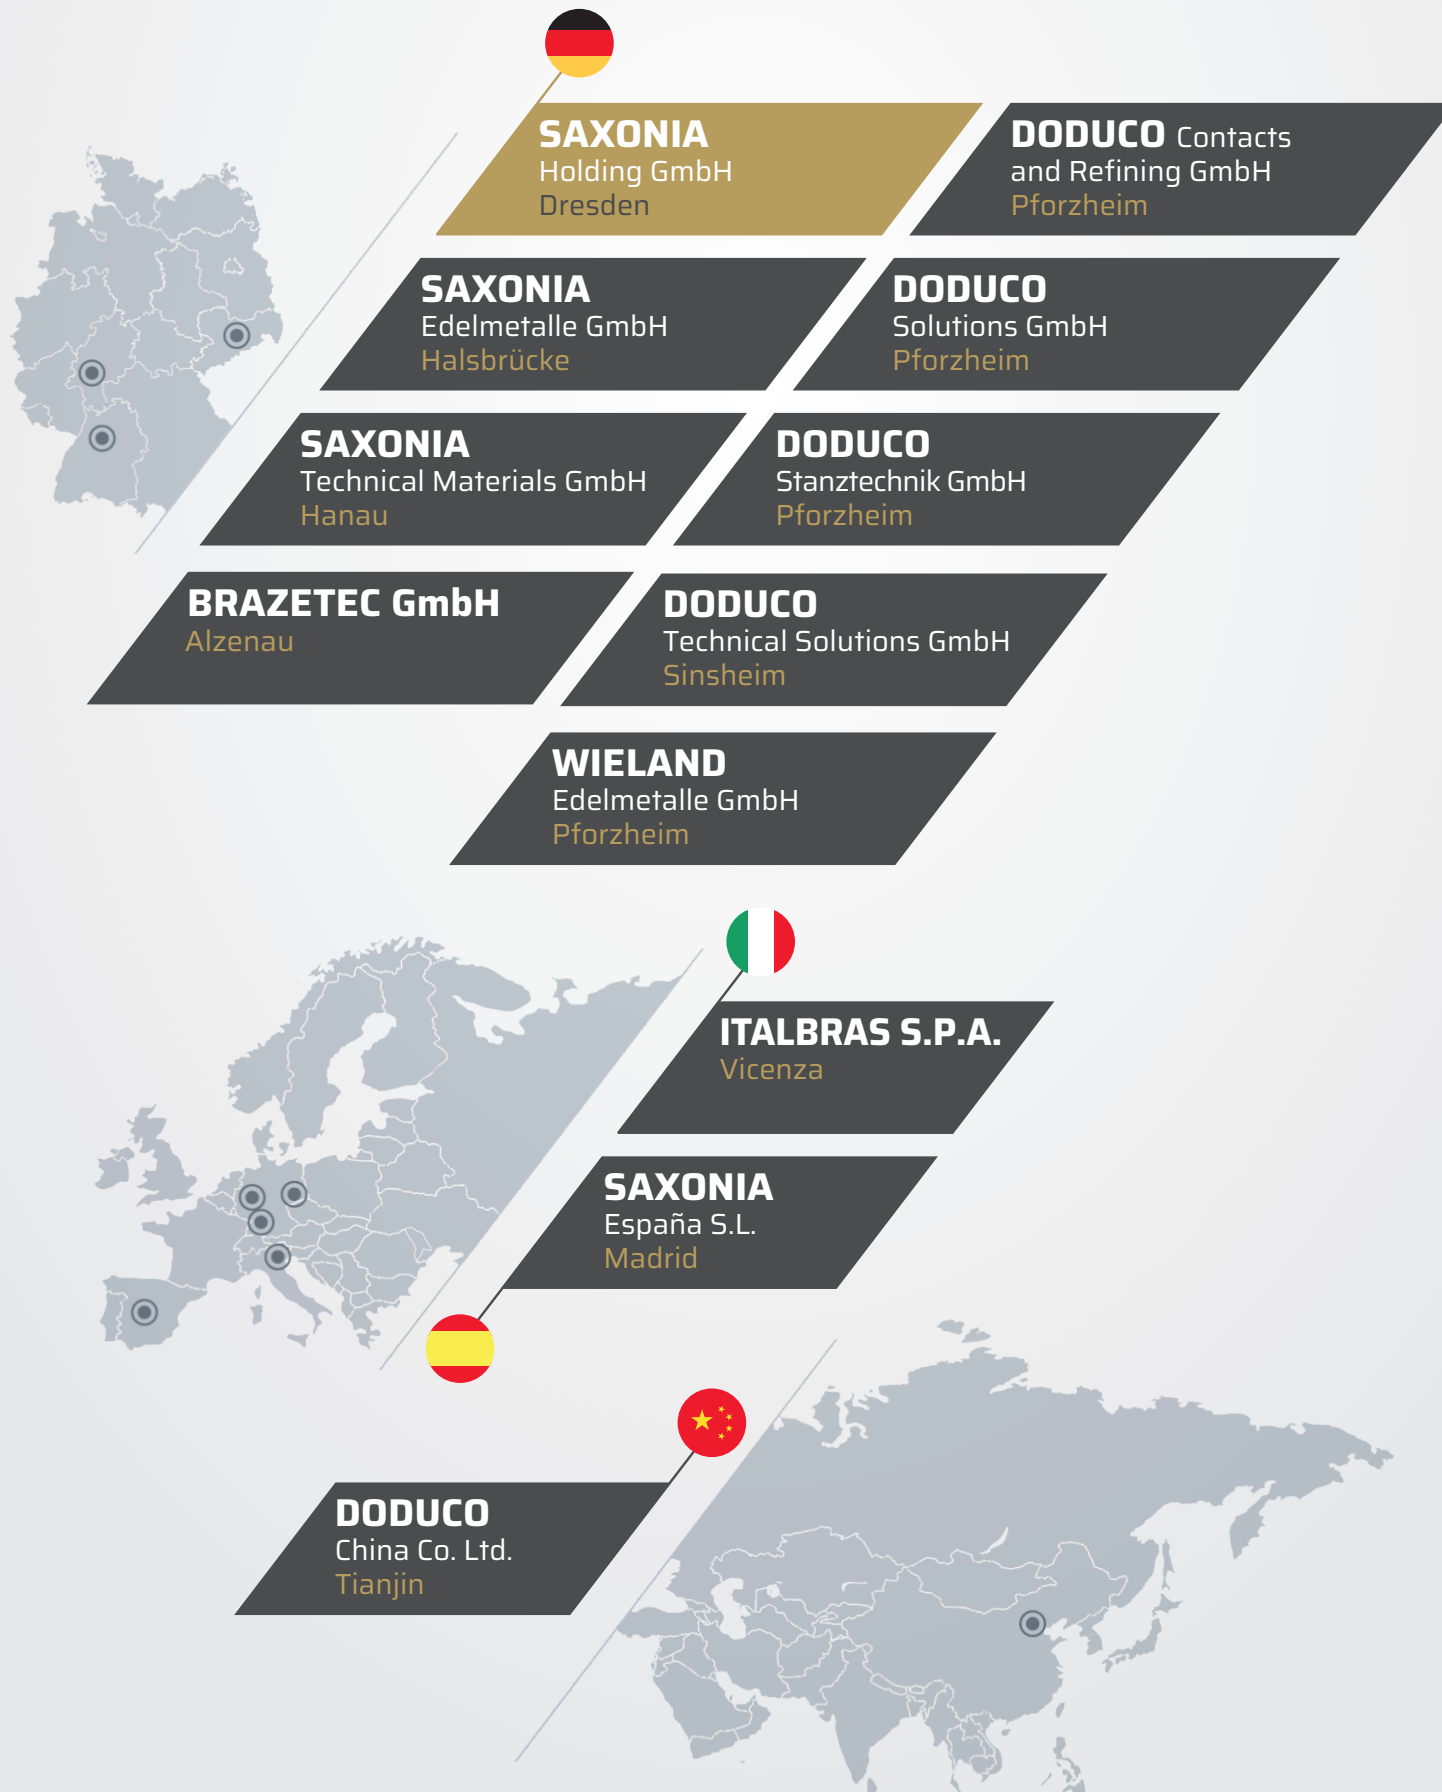 SAXONIA
Holding GmbH
Dresden
DODUCO Contacts
and Refining GmbH
Pforzheim
SAXONIA
Edelmetalle GmbH
Halsbrücke
DODUCO
Solutions GmbH
Pforzheim
SAXONIA
Technical Materials GmbH
Hanau
DODUCO
Stanztechnik GmbH
Pforzheim
BRAZETEC GmbH
Alzenau
DODUCO
Technical Solutions GmbH
Sinsheim
WIELAND
Edelmetalle GmbH
Pforzheim
ITALBRAS S.P.A.
Vicenza
SAXONIA
España S.L.
Madrid
DODUCO
China Co. Ltd.
Tianjin